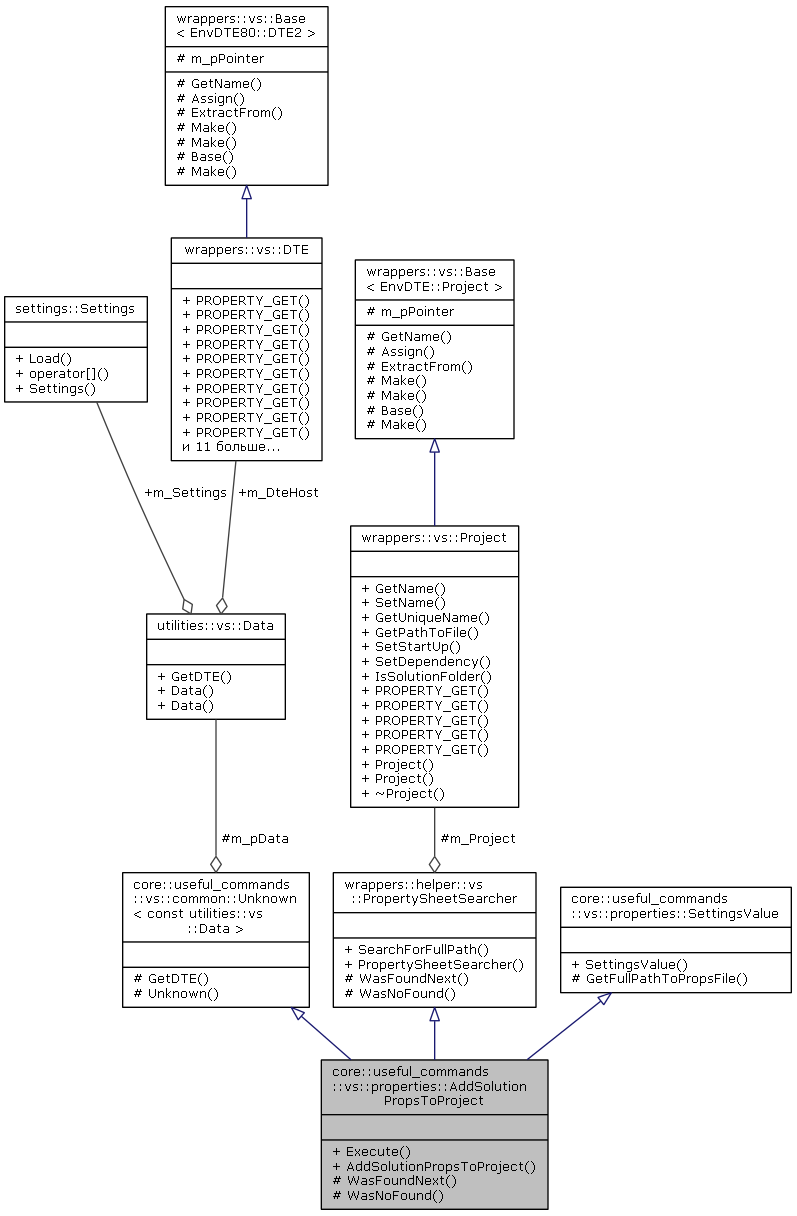 wrappers::vs::Base
< EnvDTE80::DTE2 >
# m_pPointer
# GetName()
# Assign()
# ExtractFrom()
# Make()
# Make()
# Base()
# Make()
wrappers::vs::DTE
+ PROPERTY_GET()
+ PROPERTY_GET()
+ PROPERTY_GET()
+ PROPERTY_GET()
+ PROPERTY_GET()
+ PROPERTY_GET()
+ PROPERTY_GET()
+ PROPERTY_GET()
+ PROPERTY_GET()
+ PROPERTY_GET()
и 11 больше...
settings::Settings
+ Load()
+ operator[]()
+ Settings()
wrappers::vs::Base
< EnvDTE::Project >
# m_pPointer
# GetName()
# Assign()
# ExtractFrom()
# Make()
# Make()
# Base()
# Make()
+m_Settings
+m_DteHost
wrappers::vs::Project
+ GetName()
+ SetName()
+ GetUniqueName()
+ GetPathToFile()
+ SetStartUp()
+ SetDependency()
+ IsSolutionFolder()
+ PROPERTY_GET()
+ PROPERTY_GET()
+ PROPERTY_GET()
+ PROPERTY_GET()
+ PROPERTY_GET()
+ Project()
+ Project()
+ ~Project()
utilities::vs::Data
+ GetDTE()
+ Data()
+ Data()
#m_pData
#m_Project
core::useful_commands
::vs::common::Unknown
< const utilities::vs
::Data >
# GetDTE()
# Unknown()
wrappers::helper::vs
::PropertySheetSearcher
+ SearchForFullPath()
+ PropertySheetSearcher()
# WasFoundNext()
# WasNoFound()
core::useful_commands
::vs::properties::SettingsValue
+ SettingsValue()
# GetFullPathToPropsFile()
core::useful_commands
::vs::properties::AddSolution
PropsToProject
+ Execute()
+ AddSolutionPropsToProject()
# WasFoundNext()
# WasNoFound()